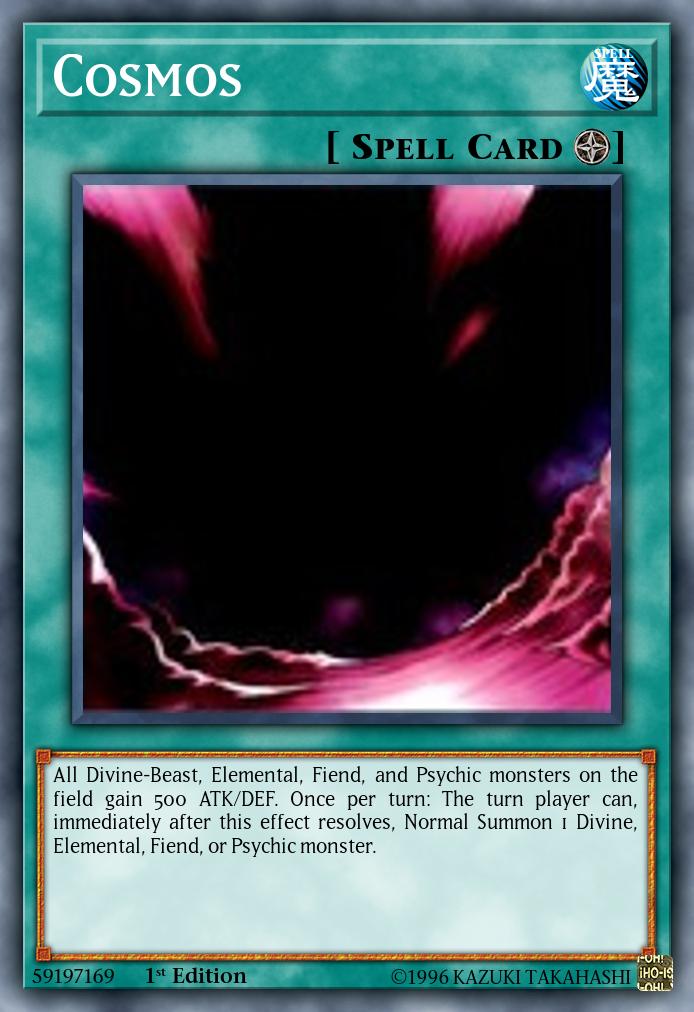 Cosmos
SPELL
魔
[ Spell Card ]
All Divine-Beast, Elemental, Fiend, and Psychic monsters on the
field gain 500 ATK/DEF. Once per turn: The turn player can,
immediately after this effect resolves, Normal Summon 1 Divine,
Elemental, Fiend, or Psychic monster.
59197169 1st Edition ©1996 KAZUKI TAKAHASHI